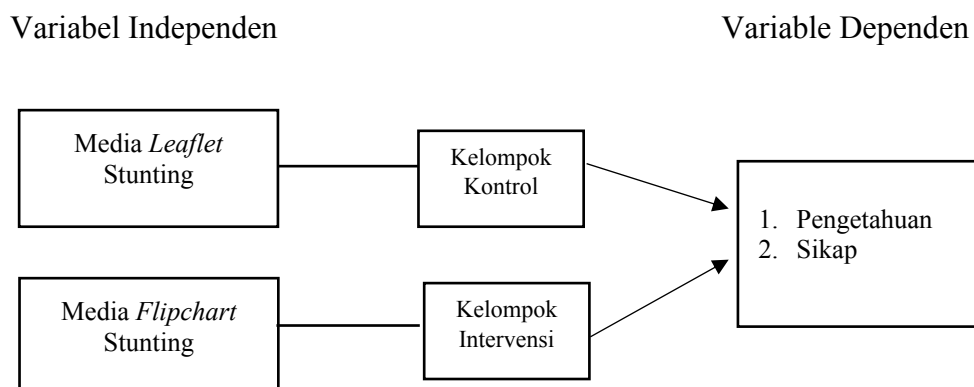 Variabel Independen
Variable Dependen
Media Leaflet
Stunting
Kelompok
Kontrol
1. Pengetahuan
2. Sikap
Media Flipchart
Stunting
Kelompok
Intervensi